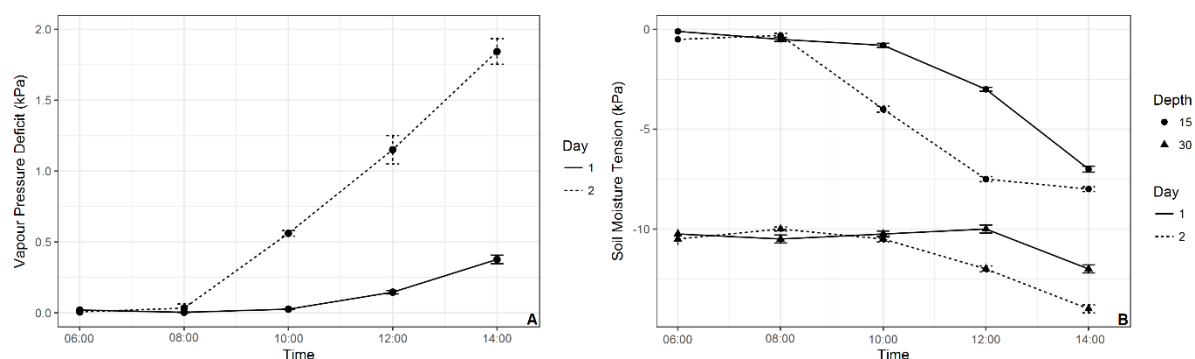 Vapour Pressure Deficit (kPa)
2.0
1.5
1.0
0.5
0.0
06:00 08:00 10:00 12:00 14:00
Time
A
Day
1
2
Soil Moisture Tension (kPa)
0
-5
-10
06:00 08:00 10:00 12:00 14:00
Time
B
Depth
15
30
Day
1
2